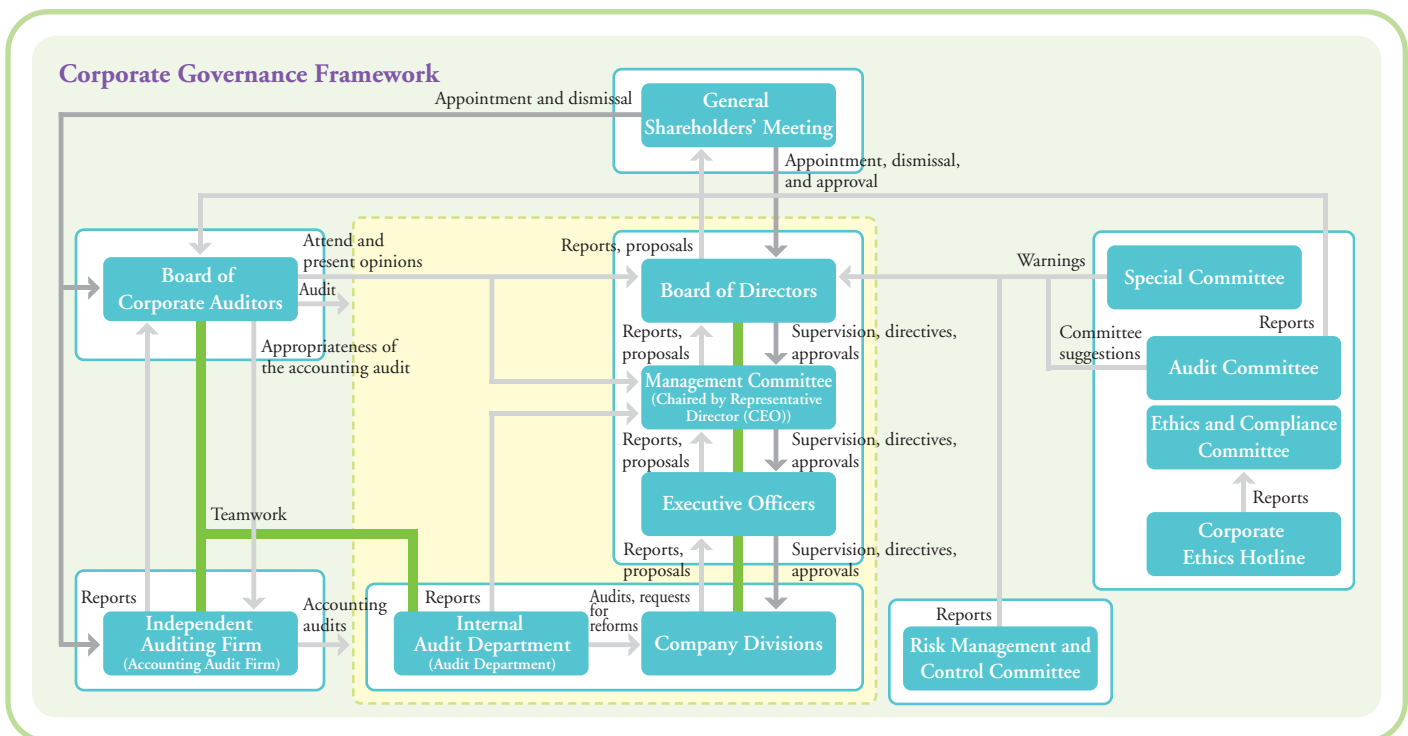 Corporate Governance Framework
Appointment and dismissal
General
Shareholders' Meeting
Appointment, dismissal,
and approval
Attend and
present opinions
Reports, proposals
Board of
Corporate Auditors
Audit
Board of Directors
Warnings
Special Committee
Appropriateness of
the accounting audit
Reports,
proposals
Supervision, directives,
approvals
Committee
suggestions
Reports
Audit Committee
Management Committee
(Chaired by Representative
Director (CEO))
Ethics and Compliance
Committee
Reports,
proposals
Supervision, directives,
approvals
Executive Officers
Reports
Corporate
Ethics Hotline
Teamwork
Reports,
proposals
Supervision, directives,
approvals
Reports
Independent
Auditing Firm
(Accounting Audit Firm)
Accounting
audits
Reports
Internal
Audit Department
(Audit Department)
Audits, requests
for
reforms
Company Divisions
Reports
Risk Management and
Control Committee